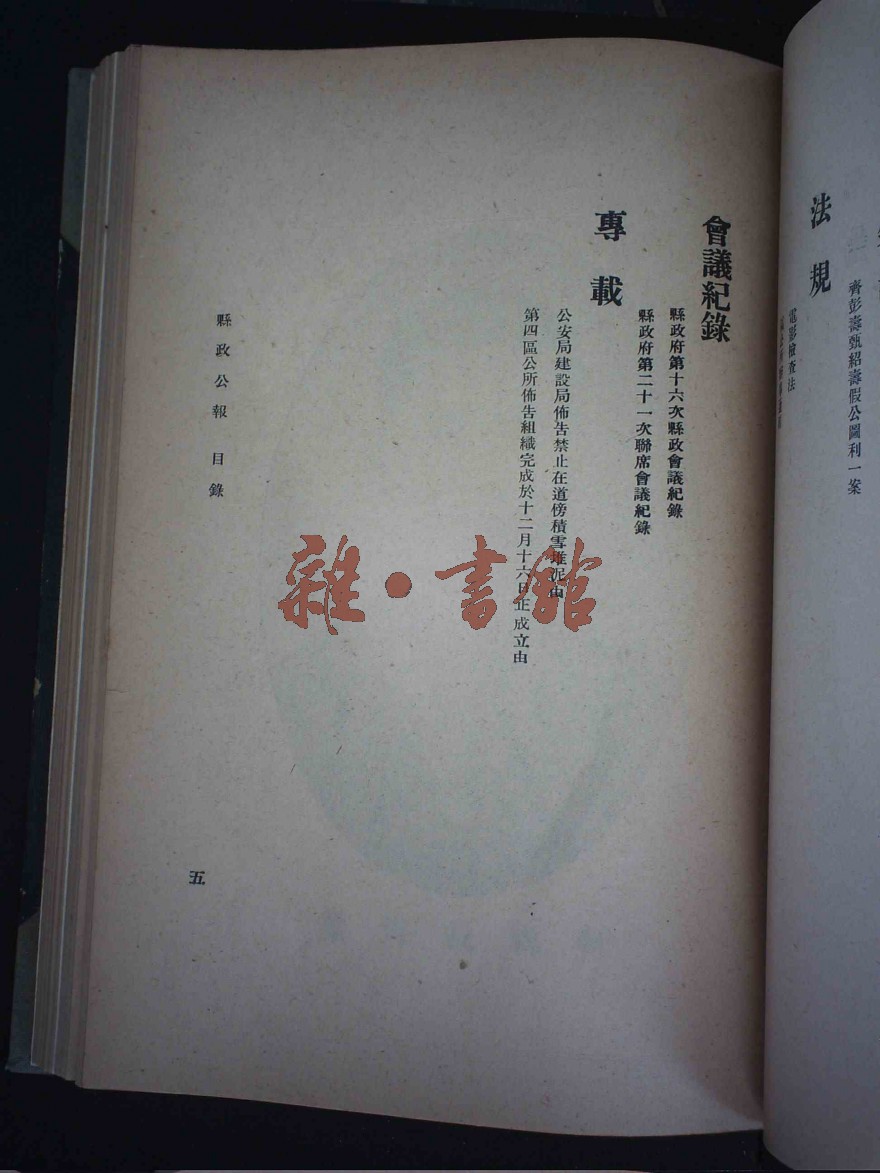 齊彭壽甄紹壽假公圖利一案
法規
電影檢查法
會議紀錄
縣政府第十六次縣政會議紀錄
縣政府第二十一次聯席會議紀錄
專載
公安局建設局佈告禁止在道傍積雪堆泥由
第四區公所佈告組織完成於十二月十六日正成立由
縣政公報 目錄
五
雜·書館